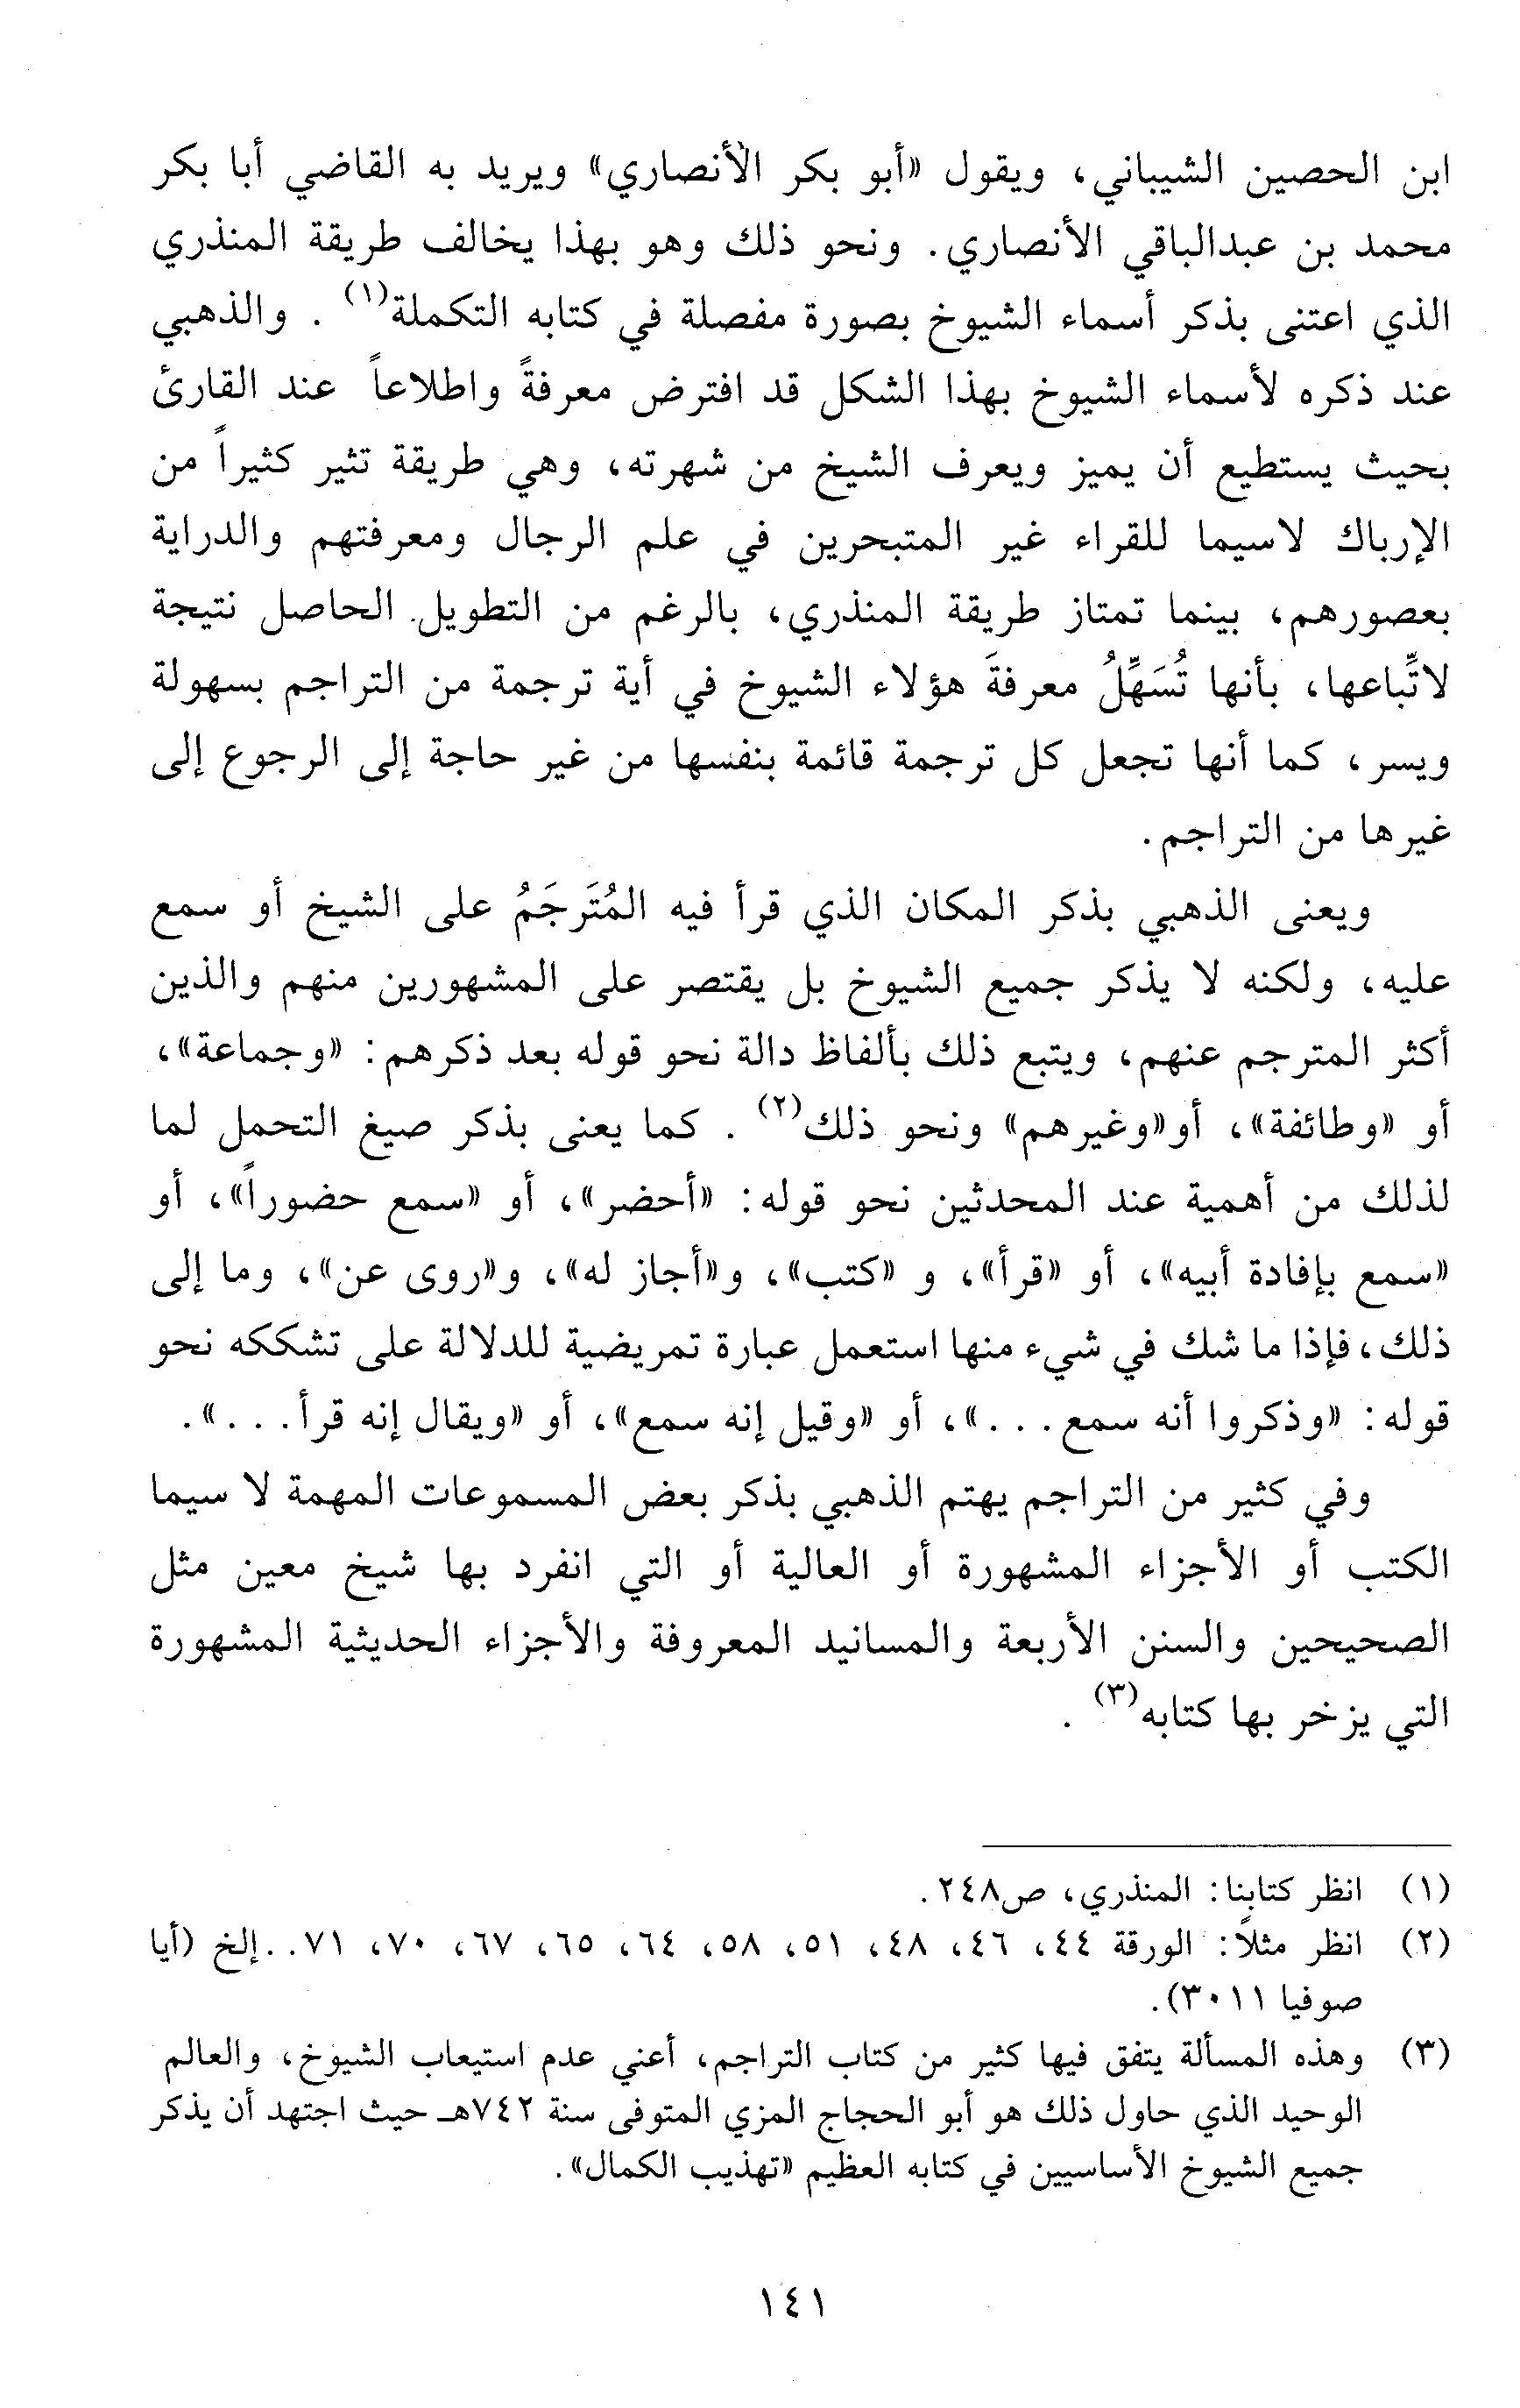 ابن الحصين الشيباني، ويقول «أبو بكر الأنصاري» ويريد به القاضي أبا بكر
محمد بن عبدالباقي الأنصاري. ونحو ذلك وهو بهذا يخالف طريقة المنذري
الذي اعتنى بذكر أسماء الشيوخ بصورة مفصلة في كتابه التكملة(١) . والذهبي
عند ذكره لأسماء الشيوخ بهذا الشكل قد افترض معرفةً واطلاعاً عند القارئ
بحيث يستطيع أن يميز ويعرف الشيخ من شهرته، وهي طريقة تثير كثيراً من
الإرباك لاسيما للقراء غير المتبحرين في علم الرجال ومعرفتهم والدراية
بعصورهم، بينما تمتاز طريقة المنذري، بالرغم من التطويل الحاصل نتيجة
لاتِّباعها، بأنها تُسَهِّلُ معرفةَ هؤلاء الشيوخ في أية ترجمة من التراجم بسهولة
ويسر، كما أنها تجعل كل ترجمة قائمة بنفسها من غير حاجة إلى الرجوع إلى
غيرها من التراجم.
ويعنى الذهبي بذكر المكان الذي قرأ فيه المُتَرجَمُ على الشيخ أو سمع
عليه، ولكنه لا يذكر جميع الشيوخ بل يقتصر على المشهورين منهم والذين
أكثر المترجم عنهم، ويتبع ذلك بألفاظ دالة نحو قوله بعد ذكرهم: «وجماعة»،
أو «وطائفة»، أو«وغيرهم» ونحو ذلك(٢) . كما يعنى بذكر صيغ التحمل لما
لذلك من أهمية عند المحدثين نحو قوله: «أحضر»، أو «سمع حضوراً»، أو
«سمع بإفادة أبيه»، أو «قرأ»، و «كتب»، و«أجاز له»، و«روى عن»، وما إلى
ذلك، فإذا ما شك في شيء منها استعمل عبارة تمريضية للدلالة على تشككه نحو
قوله: «وذكروا أنه سمع . . .»، أو «وقيل إنه سمع»، أو «ويقال إنه قرأ. . .».
وفي كثير من التراجم يهتم الذهبي بذكر بعض المسموعات المهمة لا سيما
الكتب أو الأجزاء المشهورة أو العالية أو التي انفرد بها شيخ معين مثل
الصحيحين والسنن الأربعة والمسانيد المعروفة والأجزاء الحديثية المشهورة
التي يزخر بها كتابه(٣) .
(١) انظر كتابنا: المنذري، ص٢٤٨.
(٢) انظر مثلاً: الورقة ٤٤، ٤٦، ٤٨، ٥١، ٥٨، ٦٤، ٦٥، ٦٧، ٧٠، ٧١. .إلخ (أيا
صوفيا ٣٠١١).
(٣) وهذه المسألة يتفق فيها كثير من كتاب التراجم، أعني عدم استيعاب الشيوخ، والعالم
الوحيد الذي حاول ذلك هو أبو الحجاج المزي المتوفى سنة ٧٤٢هـ حيث اجتهد أن يذكر
جميع الشيوخ الأساسيين في كتابه العظيم «تهذيب الكمال».
١٤١